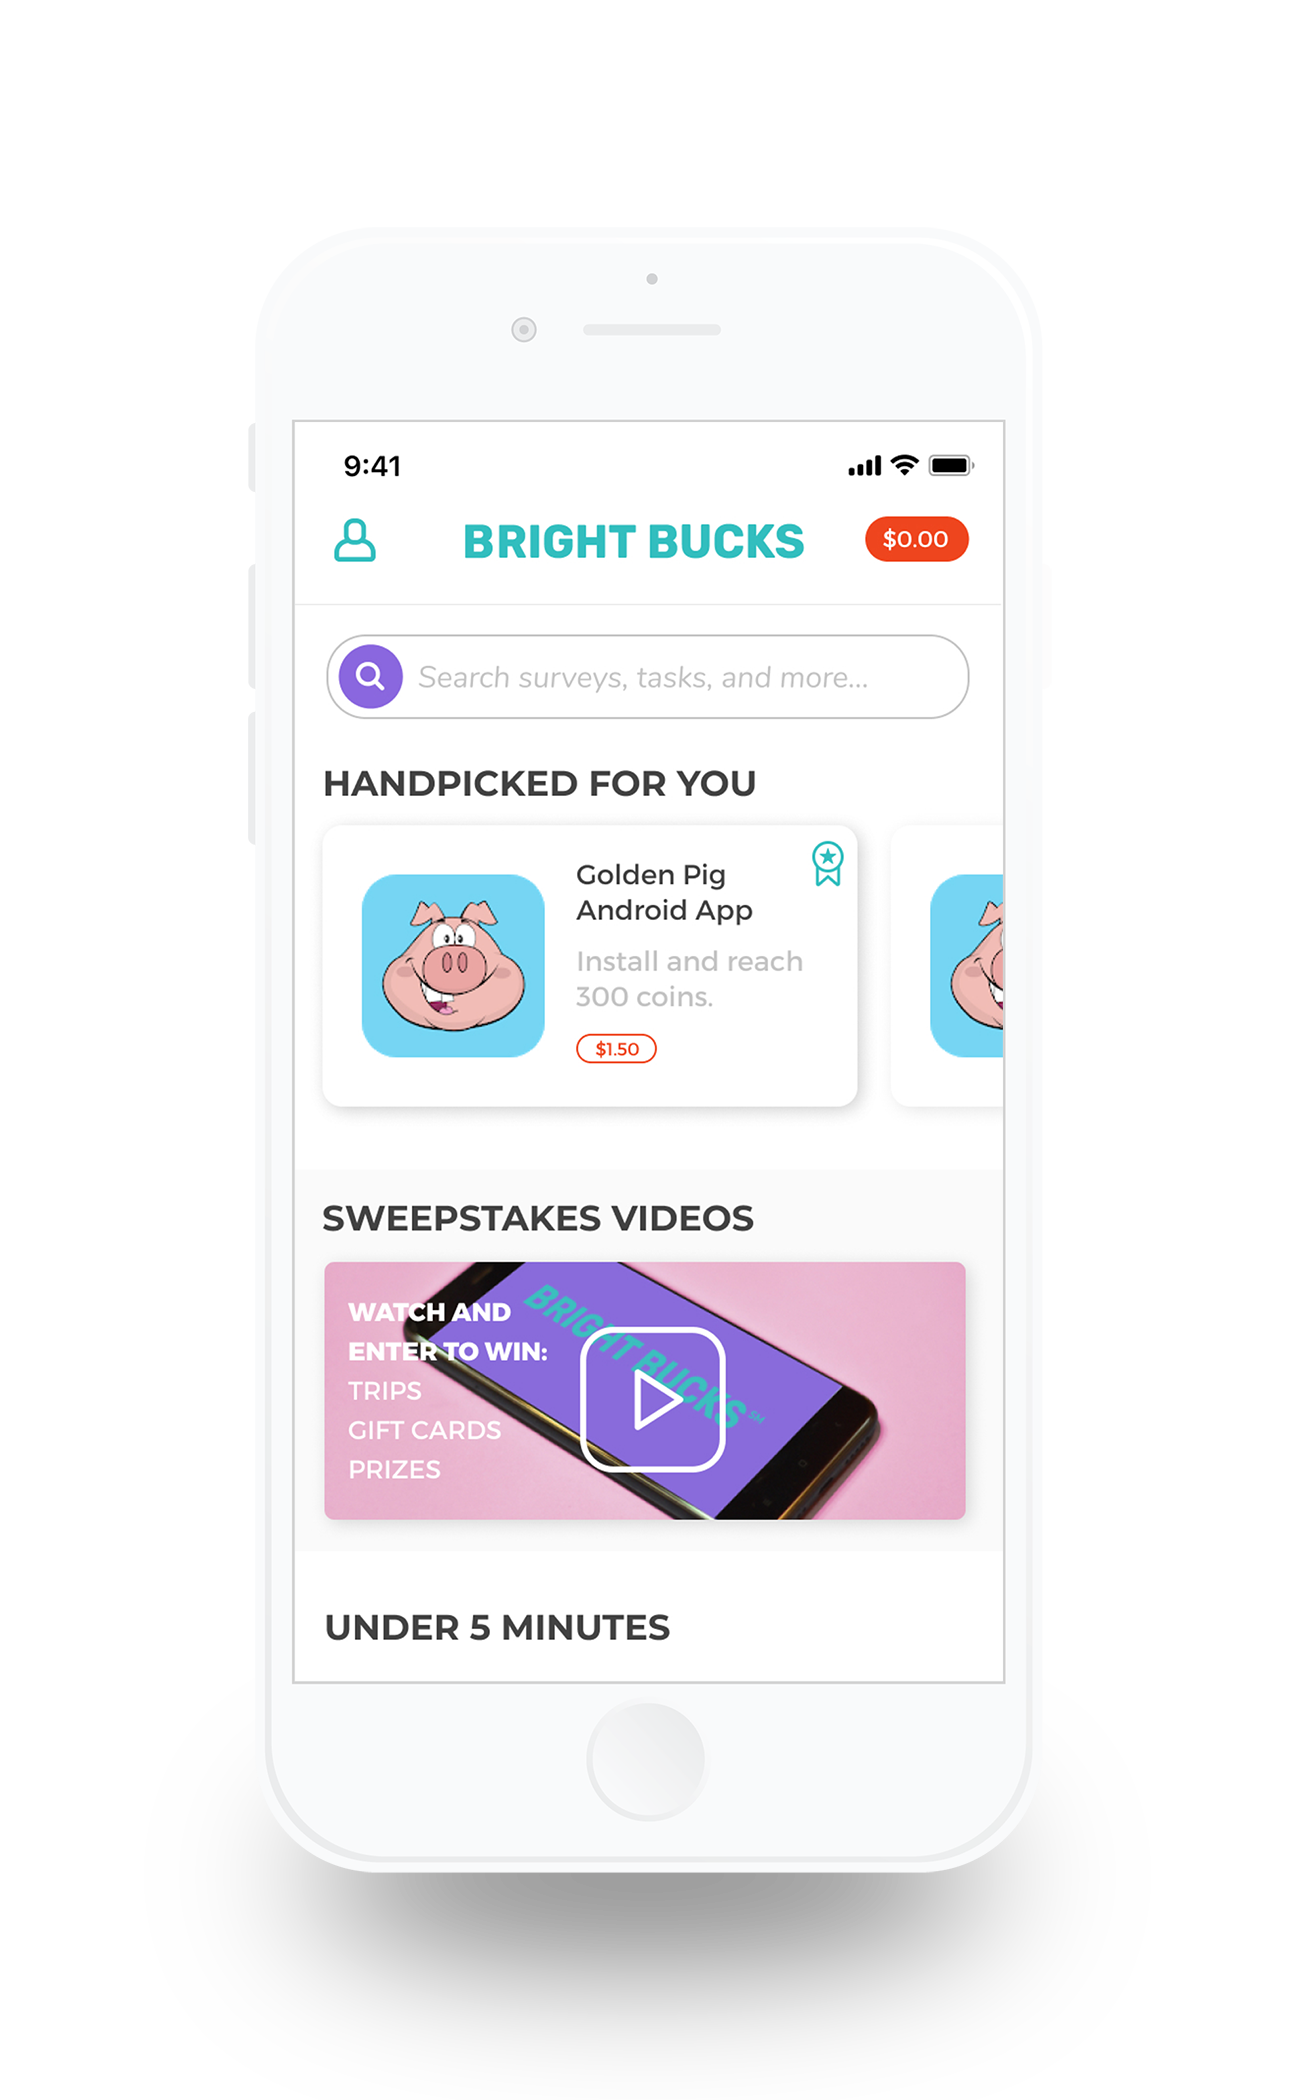 9:41
BRIGHT BUCKS
$0.00
Search surveys, tasks, and more...
HANDPICKED FOR YOU
Golden Pig
Android App
Install and reach
300 coins.
$1.50
SWEEPSTAKES VIDEOS
WATCH AND
ENTER TO WIN:
TRIPS
GIFT CARDS
PRIZES
BRIGHT BUCKS℠
UNDER 5 MINUTES